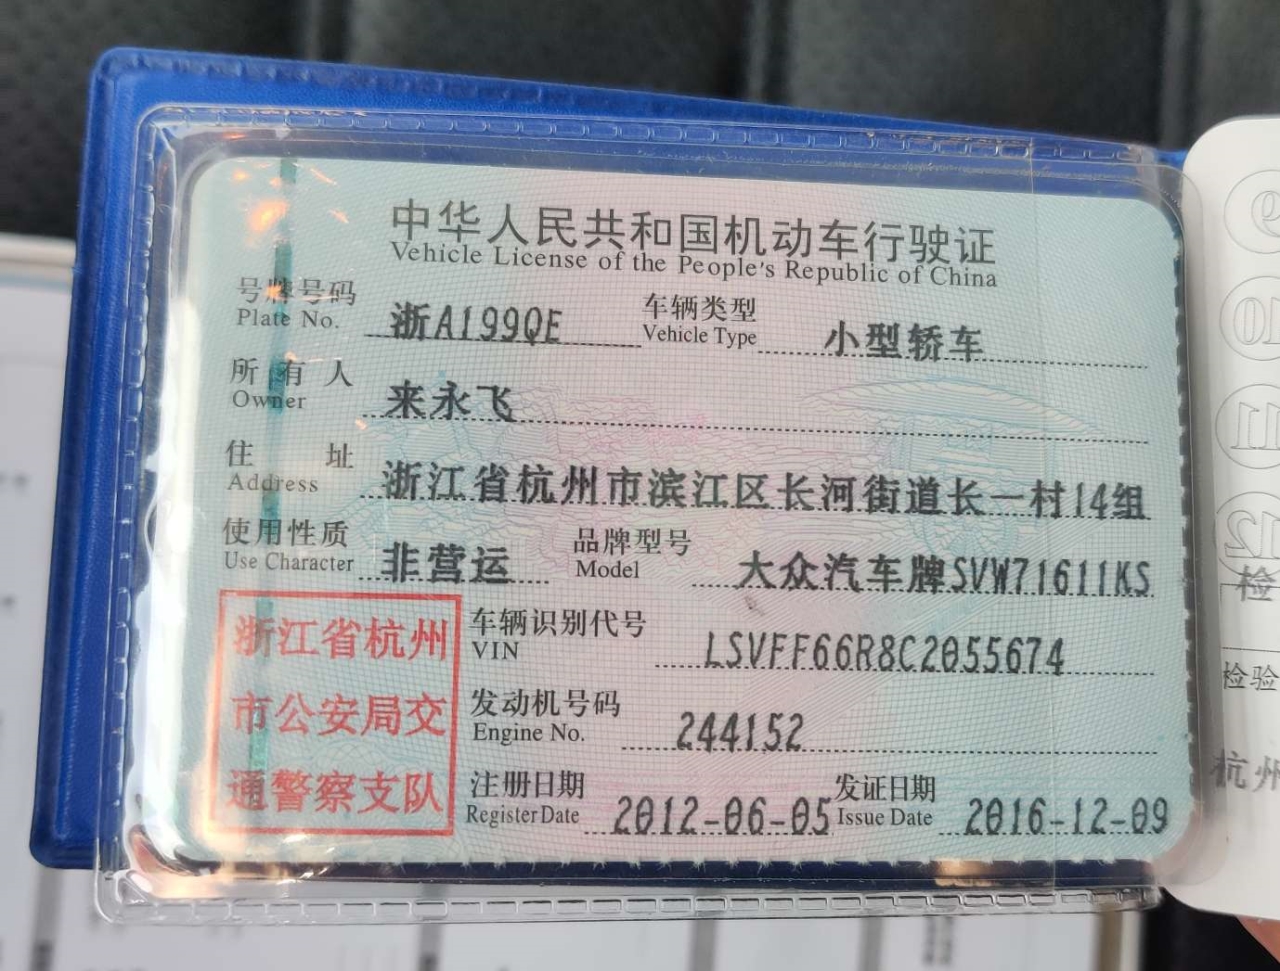 中华人民共和国机动车行驶证
Vehicle License of the People's Republic of China
号牌号码 浙A199QE 车辆类型 小型轿车
Plate No. Vehicle Type
所有人 来永飞
Owner
住址 浙江省杭州市滨江区长河街道长一村14组
Address
使用性质 非营运 品牌型号 大众汽车牌SVW71611KS
Use Character Model
浙江省杭州
市公安局交
通警察支队
车辆识别代号 LSVFF66R8C2055674
VIN
发动机号码 244152
Engine No.
注册日期 2012-06-05 发证日期 2016-12-09
Register Date Issue Date
9
10
11
12
检
检验
杭州